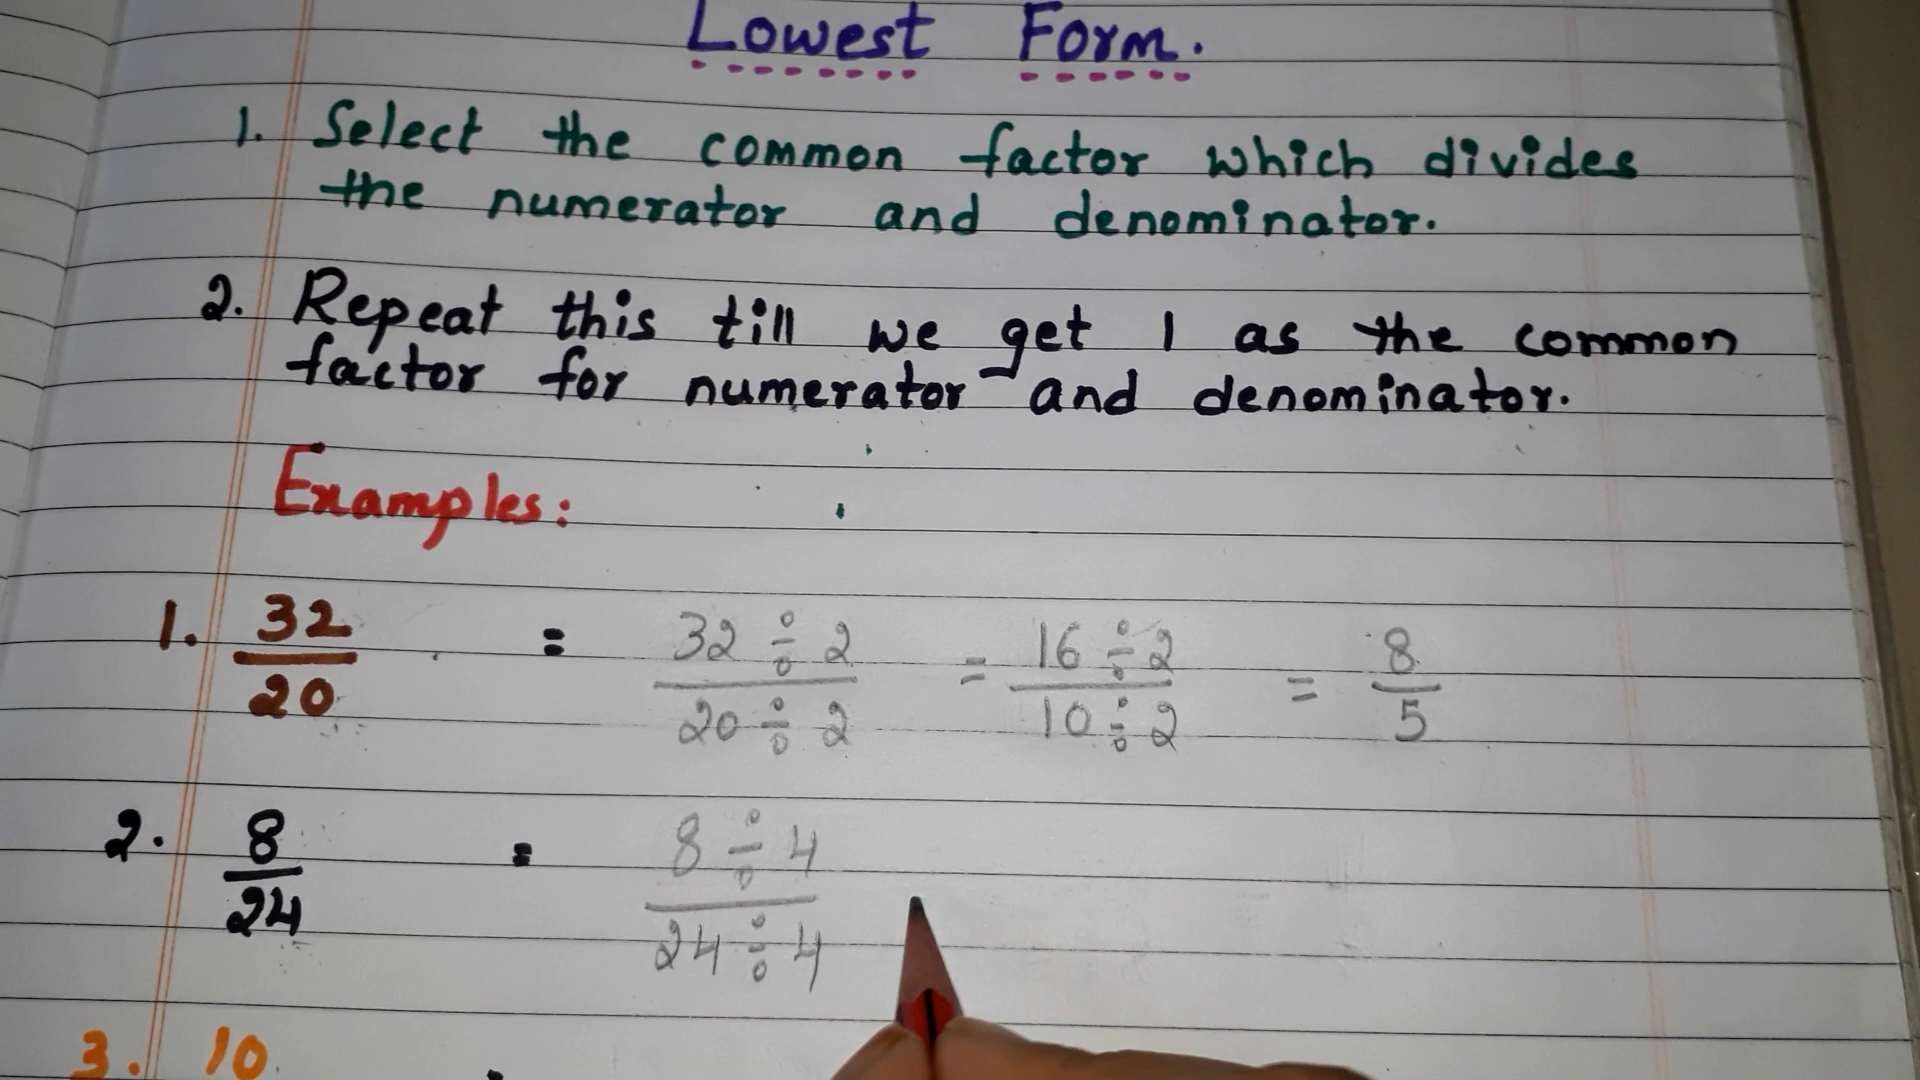 Lowest Form.
1. Select the common factor which divides
the numerator and denominator.
2. Repeat this till we get 1 as the common
factor for numerator and denominator.
Examples:
1. 32/20 = 32 ÷ 2/20 ÷ 2 = 16 ÷ 2/10 ÷ 2 = 8/5
2. 8/24 = 8 ÷ 4/24 ÷ 4
3. 10